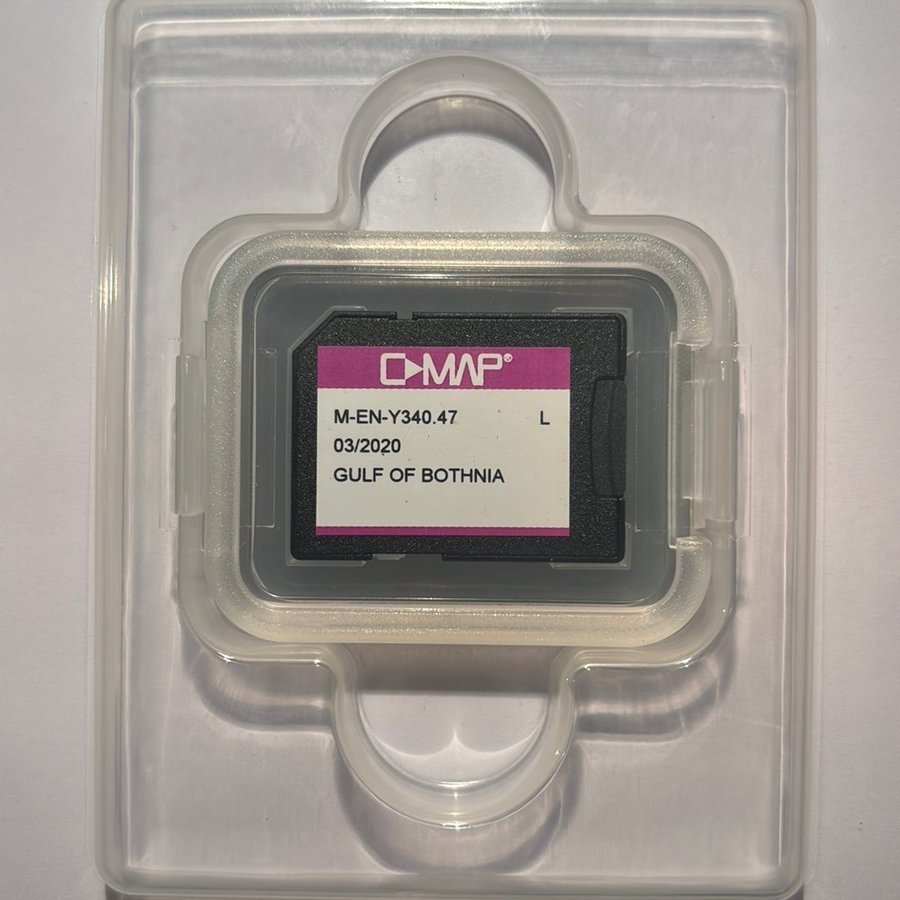 C-MAP®
M-EN-Y340.47 L
03/2020
GULF OF BOTHNIA